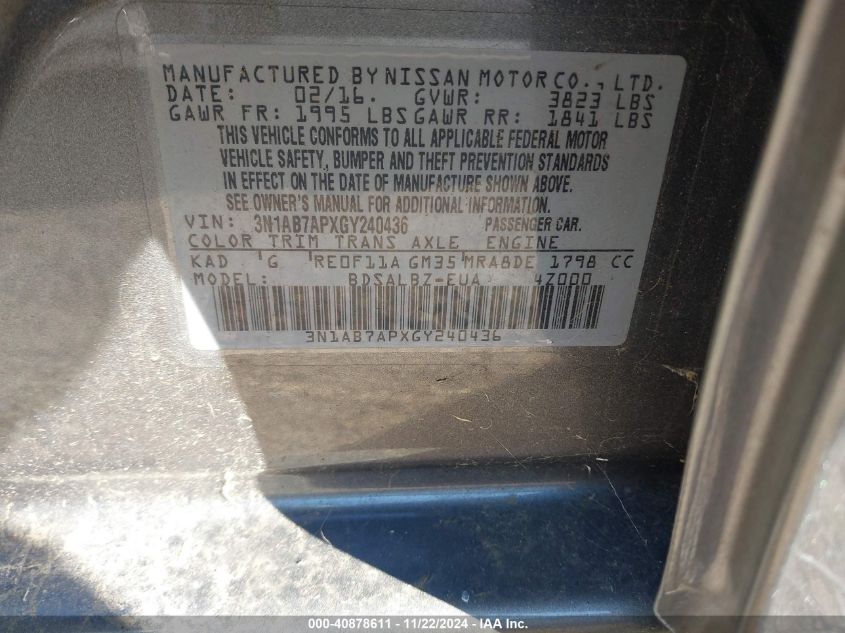 MANUFACTURED BY NISSAN MOTOR CO., LTD.
DATE: 02/16. GVWR: 3823 LBS
GAWR FR: 1995 LBS GAWR RR: 1841 LBS
THIS VEHICLE CONFORMS TO ALL APPLICABLE FEDERAL MOTOR
VEHICLE SAFETY, BUMPER AND THEFT PREVENTION STANDARDS
IN EFFECT ON THE DATE OF MANUFACTURE SHOWN ABOVE.
SEE OWNER'S MANUAL FOR ADDITIONAL INFORMATION.
VIN: 3N1AB7APXGY240436 PASSENGER CAR.
COLOR TRIM TRANS AXLE ENGINE
KAD G RE0F11A GM35 MRA8DE 1798 CC
MODEL: BDSALBZ-EUA 4Z000
3N1AB7APXGY240436
000-40878611 - 11/22/2024 - IAA Inc.